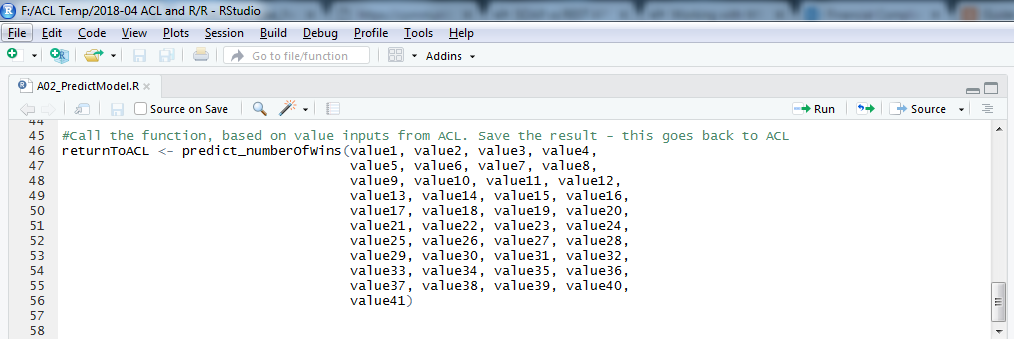 F:/ACL Temp/2018-04 ACL and R/R - RStudio
File Edit Code View Plots Session Build Debug Profile Tools Help
Go to file/function Addins
A02_PredictModel.R
Source on Save Run Source
44
45 #Call the function, based on value inputs from ACL. Save the result - this goes back to ACL
46 returnToACL <- predict_numberOfWins(value1, value2, value3, value4,
47 value5, value6, value7, value8,
48 value9, value10, value11, value12,
49 value13, value14, value15, value16,
50 value17, value18, value19, value20,
51 value21, value22, value23, value24,
52 value25, value26, value27, value28,
53 value29, value30, value31, value32,
54 value33, value34, value35, value36,
55 value37, value38, value39, value40,
56 value41)
57
58